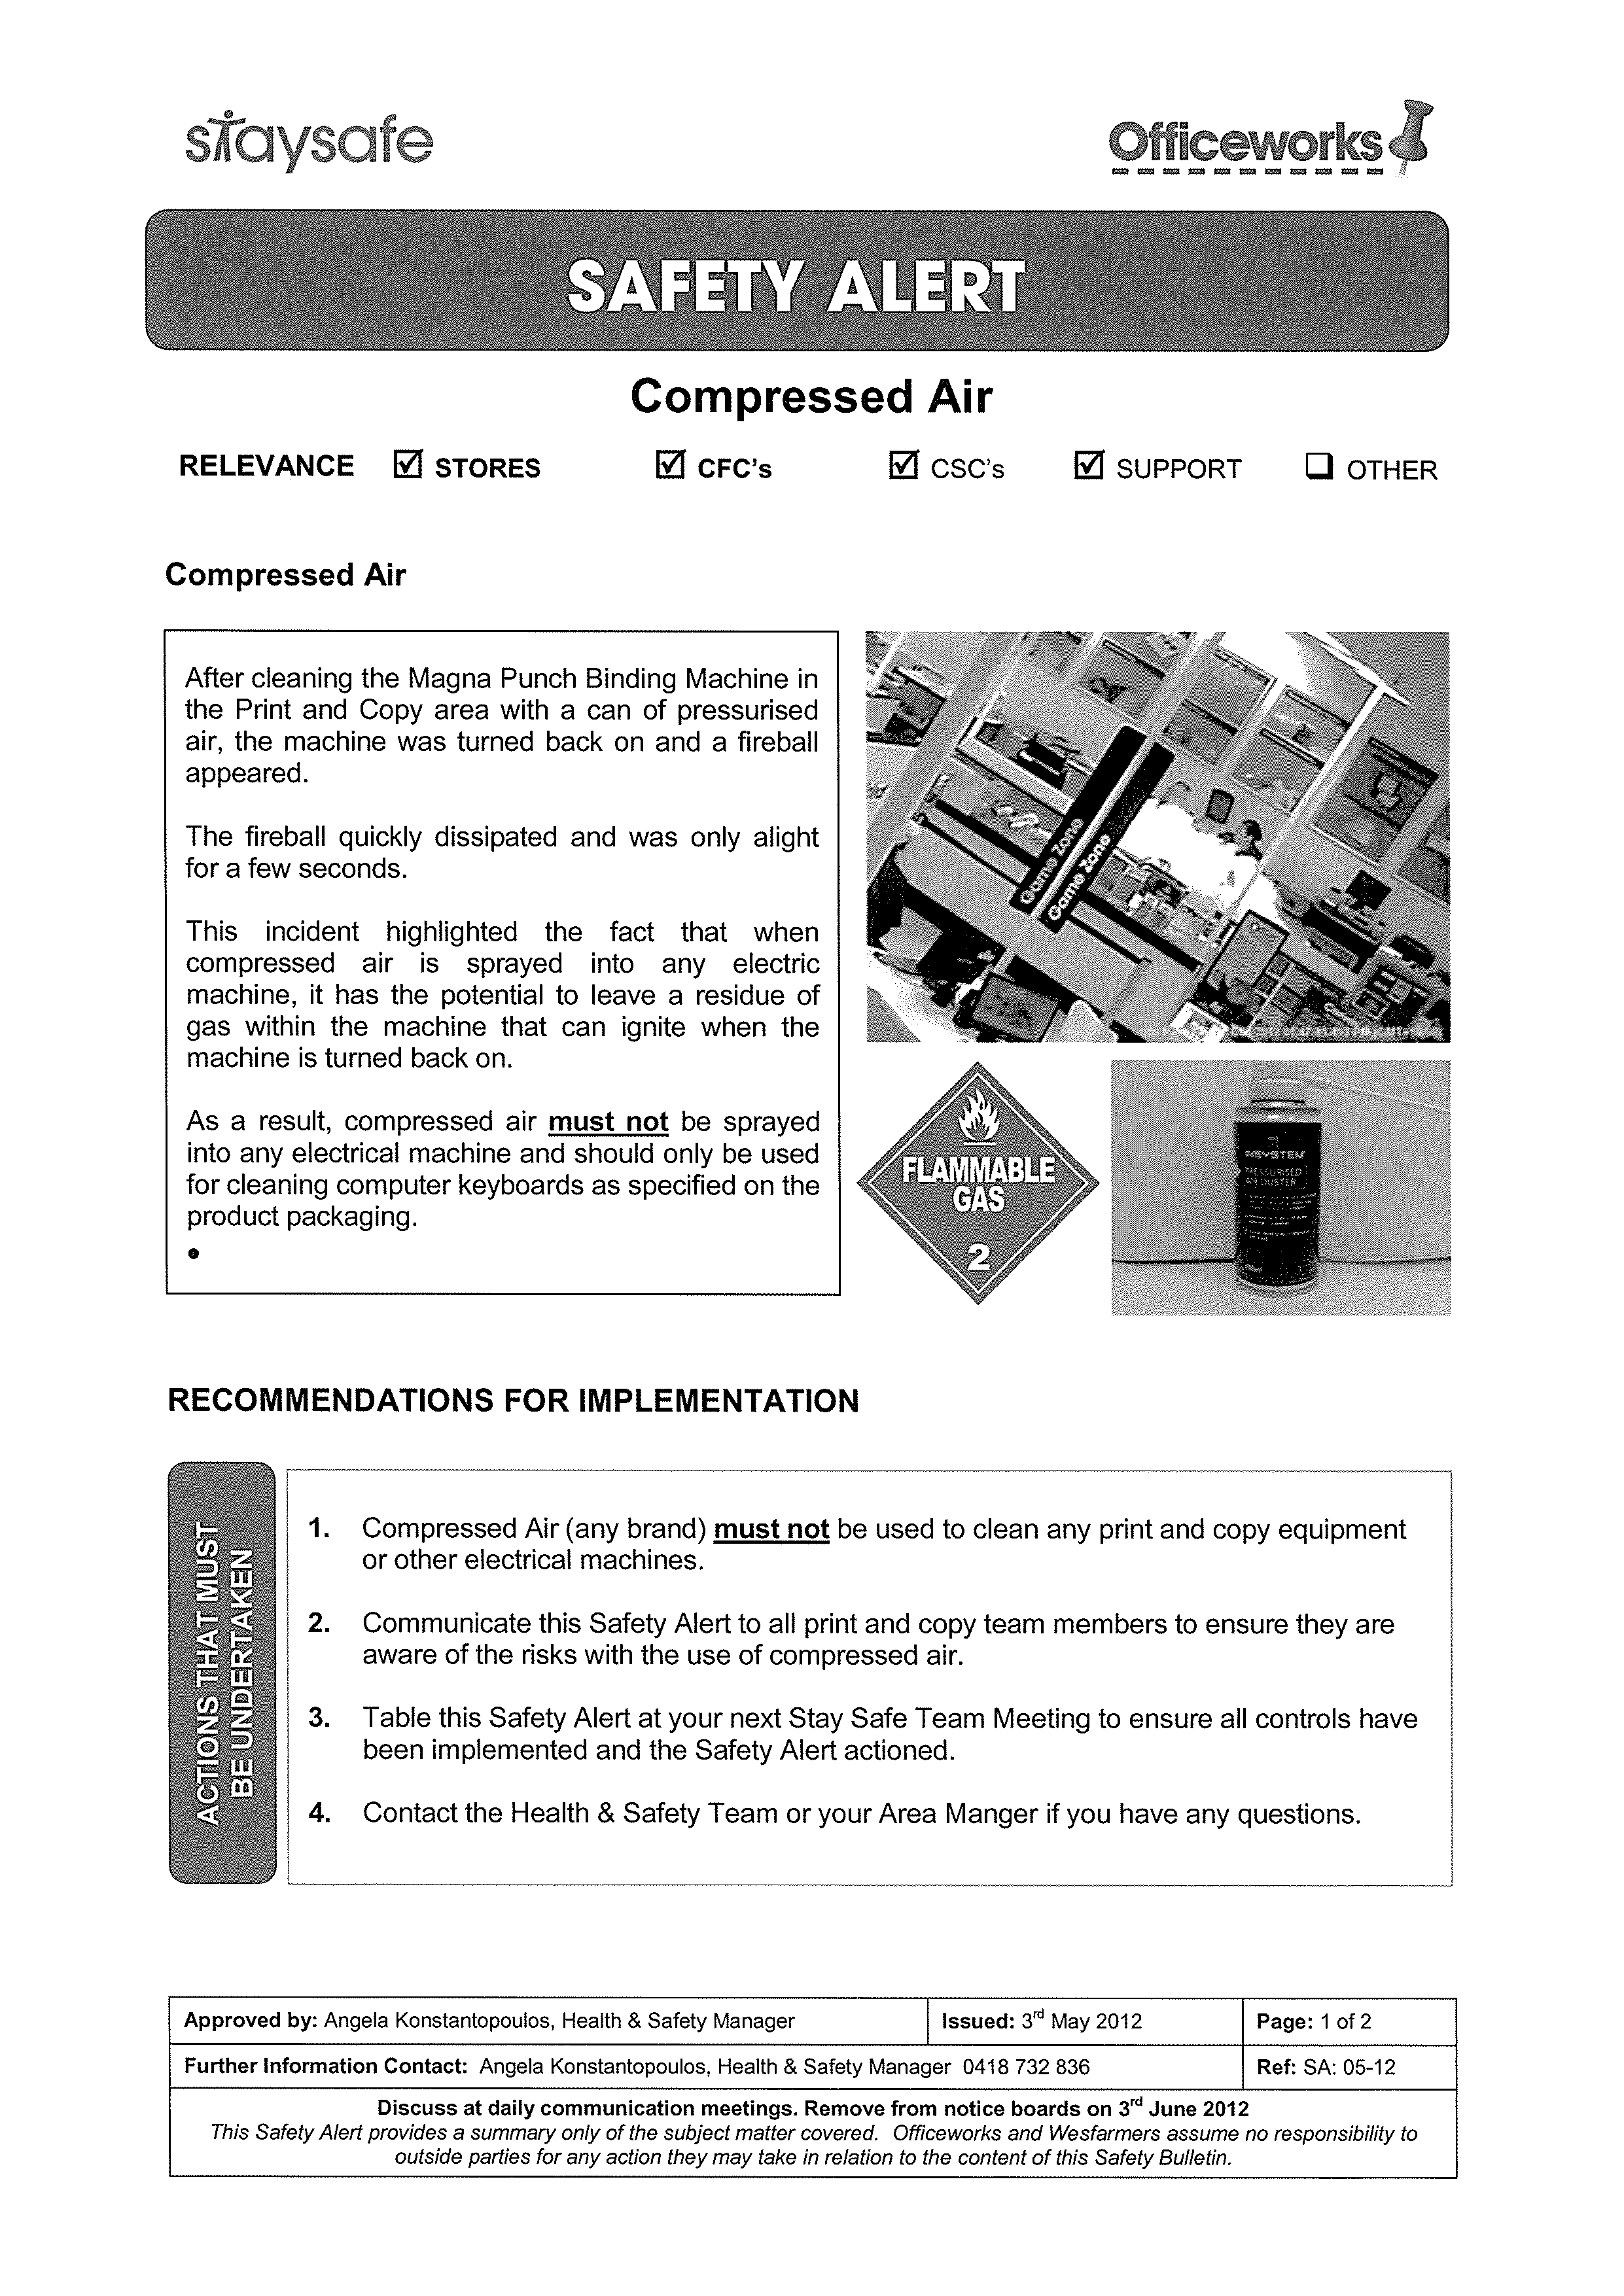 staysafe
Officeworks
SAFETY ALERT
Compressed Air
RELEVANCE ☑ STORES ☑ CFC's ☑ CSC's ☑ SUPPORT ❑ OTHER
Compressed Air
After cleaning the Magna Punch Binding Machine in
the Print and Copy area with a can of pressurised
air, the machine was turned back on and a fireball
appeared.
The fireball quickly dissipated and was only alight
for a few seconds.
This incident highlighted the fact that when
compressed air is sprayed into any electric
machine, it has the potential to leave a residue of
gas within the machine that can ignite when the
machine is turned back on.
As a result, compressed air must not be sprayed
into any electrical machine and should only be used
for cleaning computer keyboards as specified on the
product packaging.
•
Game Zone
Game Zone
FLAMMABLE
GAS
2
INSYSTEM
PRESSURISED
AIR DUSTER
RECOMMENDATIONS FOR IMPLEMENTATION
ACTIONS THAT MUST
BE UNDERTAKEN
1. Compressed Air (any brand) must not be used to clean any print and copy equipment
or other electrical machines.
2. Communicate this Safety Alert to all print and copy team members to ensure they are
aware of the risks with the use of compressed air.
3. Table this Safety Alert at your next Stay Safe Team Meeting to ensure all controls have
been implemented and the Safety Alert actioned.
4. Contact the Health & Safety Team or your Area Manger if you have any questions.
Approved by: Angela Konstantopoulos, Health & Safety Manager Issued: 3rd May 2012 Page: 1 of 2
Further Information Contact: Angela Konstantopoulos, Health & Safety Manager 0418 732 836 Ref: SA: 05-12
Discuss at daily communication meetings. Remove from notice boards on 3rd June 2012
This Safety Alert provides a summary only of the subject matter covered. Officeworks and Wesfarmers assume no responsibility to
outside parties for any action they may take in relation to the content of this Safety Bulletin.